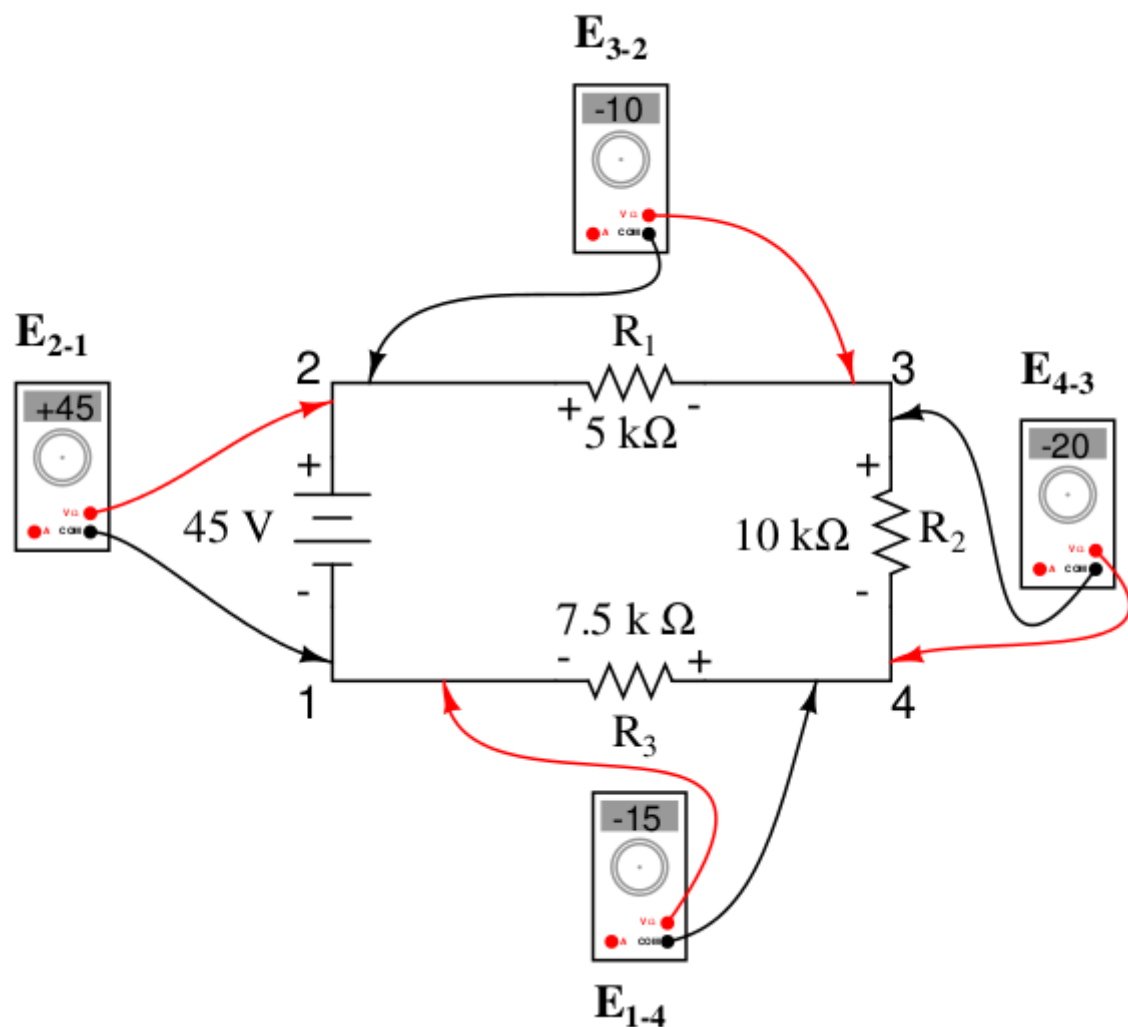 E3-2
-10
VΩ
A COM
E2-1
+45
VΩ
A COM
2
R1
3
+ -
5 kΩ
E4-3
-20
VΩ
A COM
+
45 V
-
+
10 kΩ
R2
-
7.5 k Ω
- +
1
R3
4
-15
VΩ
A COM
E1-4